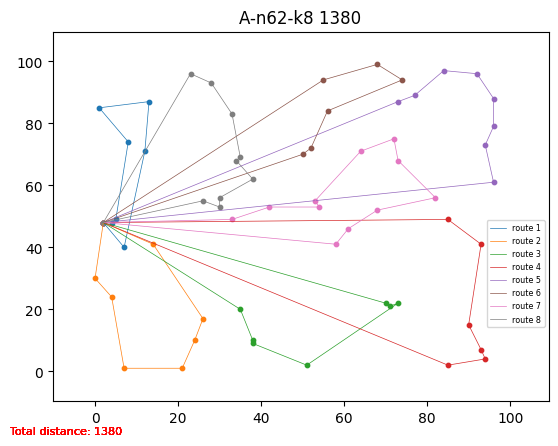 A-n62-k8 1380
100
80
60
40
20
0
0 20 40 60 80 100
route 1
route 2
route 3
route 4
route 5
route 6
route 7
route 8
Total distance: 1380